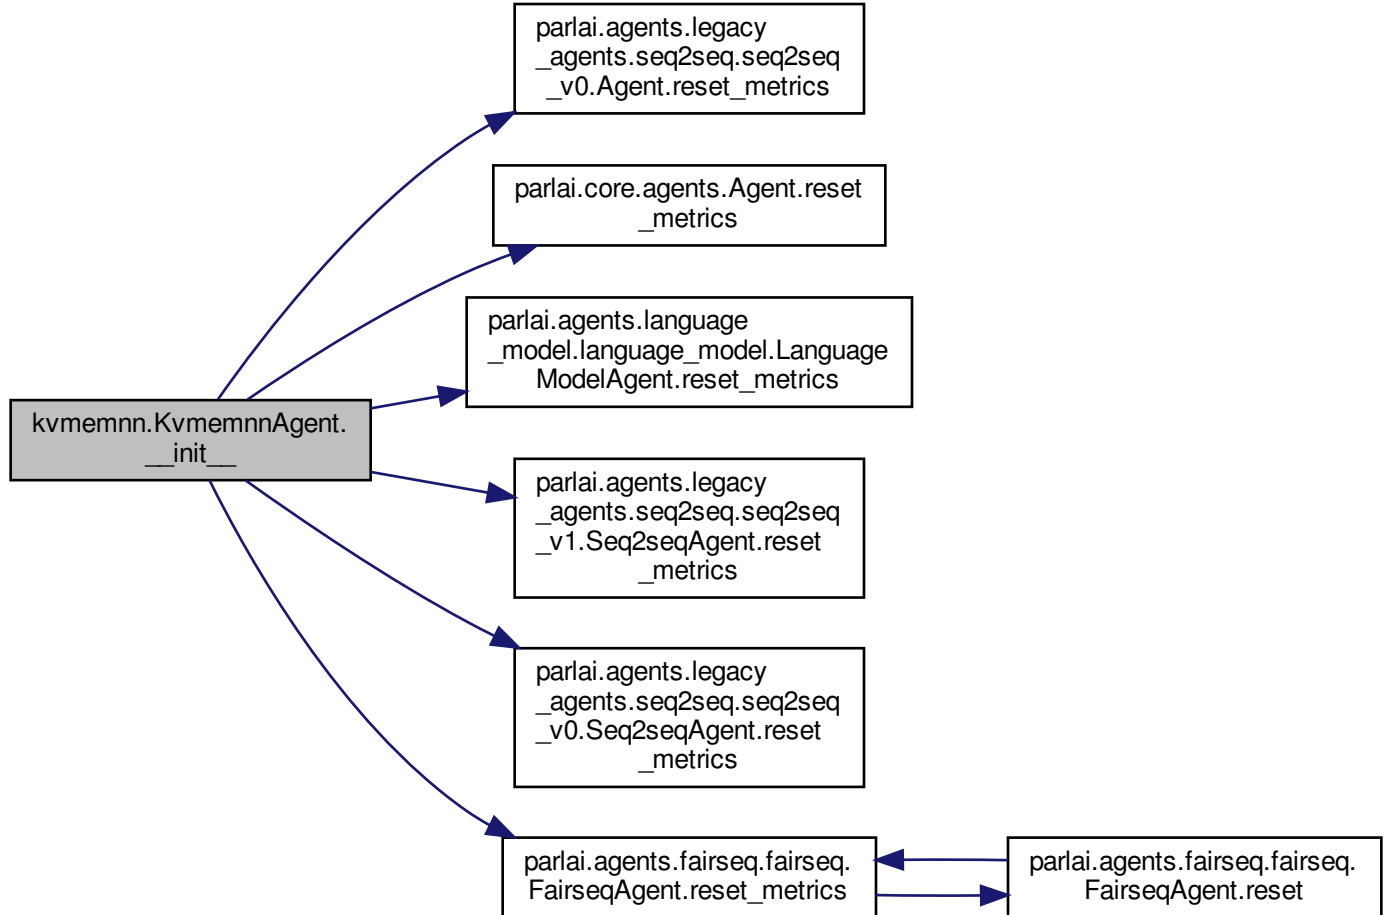 parlai.agents.legacy
_agents.seq2seq.seq2seq
_v0.Agent.reset_metrics
parlai.core.agents.Agent.reset
_metrics
parlai.agents.language
_model.language_model.Language
ModelAgent.reset_metrics
kvmemnn.KvmemnnAgent.
__init__
parlai.agents.legacy
_agents.seq2seq.seq2seq
_v1.Seq2seqAgent.reset
_metrics
parlai.agents.legacy
_agents.seq2seq.seq2seq
_v0.Seq2seqAgent.reset
_metrics
parlai.agents.fairseq.fairseq.
FairseqAgent.reset_metrics
parlai.agents.fairseq.fairseq.
FairseqAgent.reset